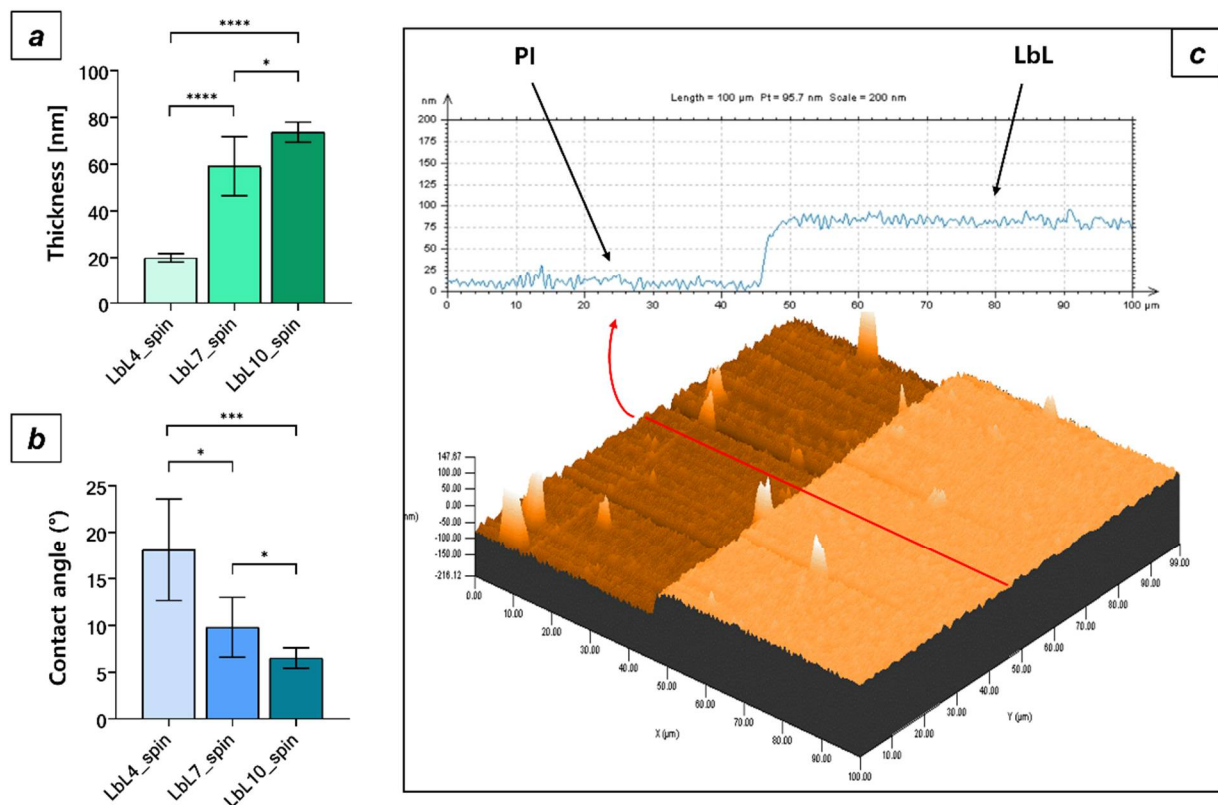 a
****
*
****
Thickness [nm]
100
80
60
40
20
0
LbL4_spin
LbL7_spin
LbL10_spin
b
***
*
*
Contact angle (°)
25
20
15
10
5
0
LbL4_spin
LbL7_spin
LbL10_spin
c
PI
LbL
Length = 100 µm Pt = 95.7 nm Scale = 200 nm
nm
200
175
150
125
100
75
50
25
0
0 10 20 30 40 50 60 70 80 90 100 µm
147.67
100.00
50.00
0.00
-50.00
-100.00
-150.00
-216.12
nm)
0.00
10.00
20.00
30.00
40.00
50.00
60.00
70.00
80.00
90.00
100.00
X (µm)
10.00
20.00
30.00
40.00
50.00
60.00
70.00
80.00
90.00
99.00
Y (µm)